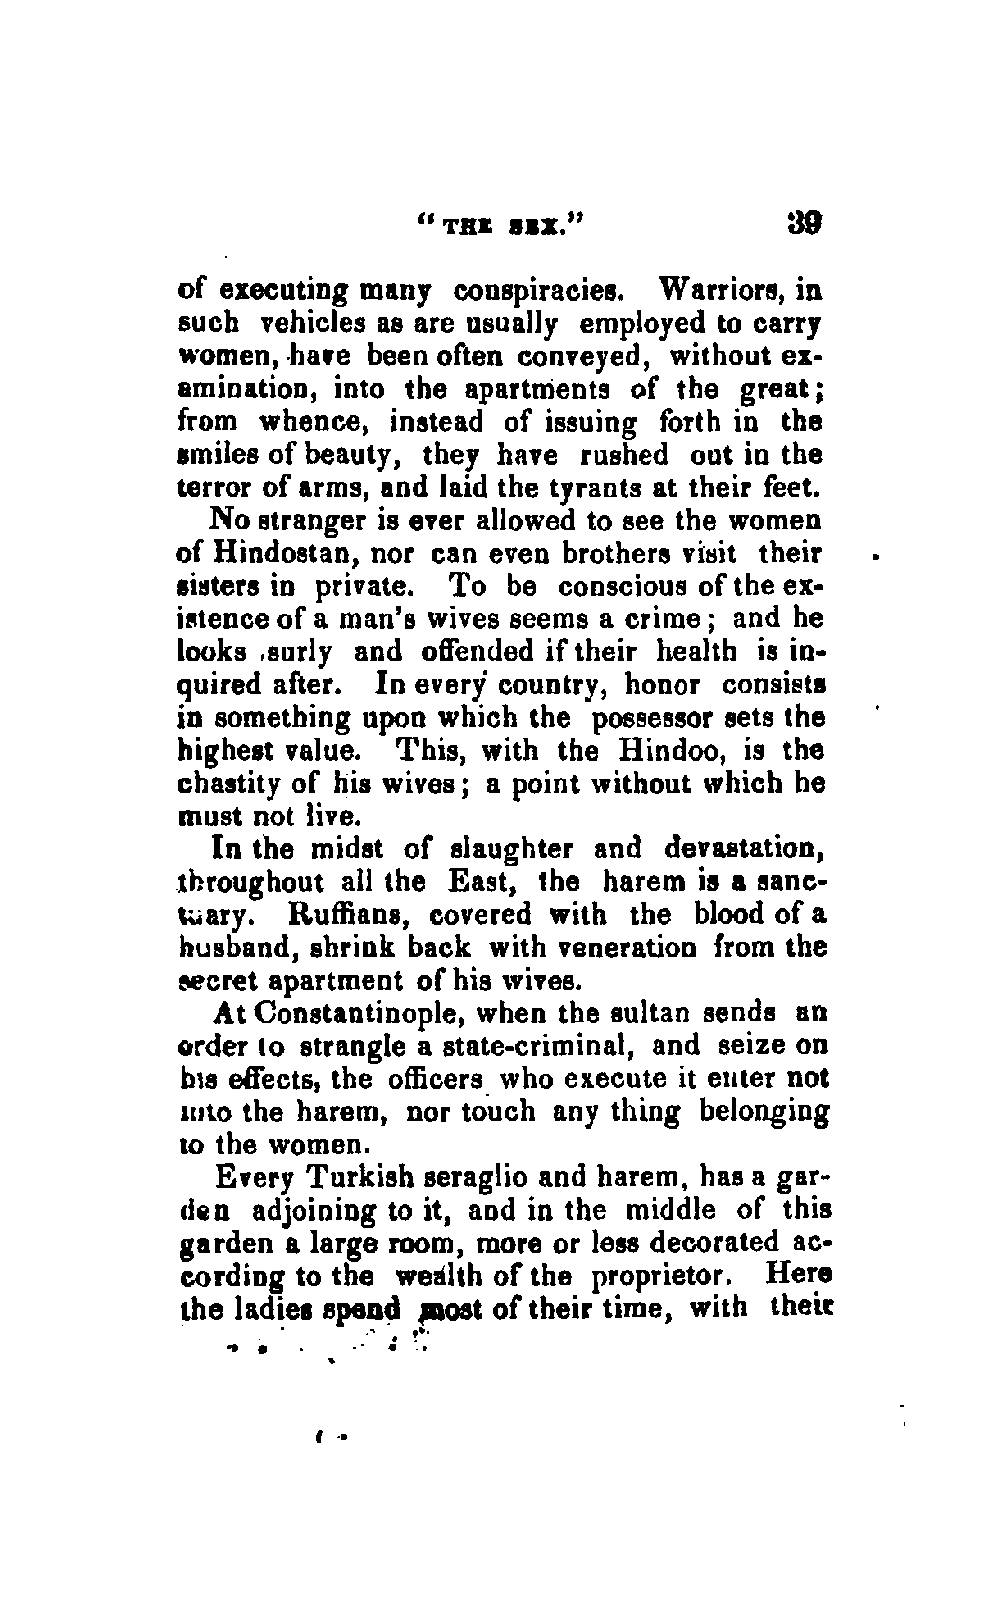 “ THE SEX.” 39
of executing many conspiracies. Warriors, in
such vehicles as are usually employed to carry
women, have been often conveyed, without ex-
amination, into the apartments of the great;
from whence, instead of issuing forth in the
smiles of beauty, they have rushed out in the
terror of arms, and laid the tyrants at their feet.
No stranger is ever allowed to see the women
of Hindostan, nor can even brothers visit their
sisters in private. To be conscious of the ex-
istence of a man's wives seems a crime; and he
looks surly and offended if their health is in-
quired after. In every country, honor consists
in something upon which the possessor sets the
highest value. This, with the Hindoo, is the
chastity of his wives; a point without which he
must not live.
In the midst of slaughter and devastation,
throughout all the East, the harem is a sanc-
tuary. Ruffians, covered with the blood of a
husband, shrink back with veneration from the
secret apartment of his wives.
At Constantinople, when the sultan sends an
order to strangle a state-criminal, and seize on
his effects, the officers who execute it enter not
into the harem, nor touch any thing belonging
to the women.
Every Turkish seraglio and harem, has a gar-
den adjoining to it, and in the middle of this
garden a large room, more or less decorated ac-
cording to the wealth of the proprietor. Here
the ladies spend most of their time, with their